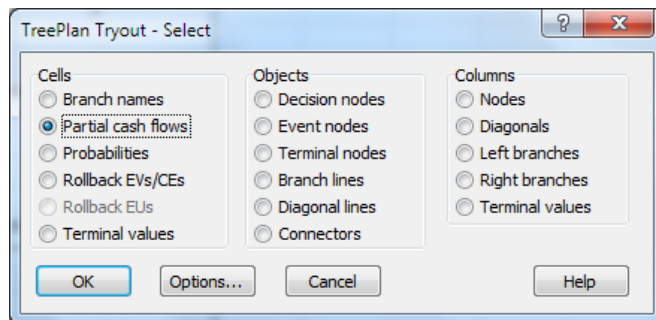 TreePlan Tryout - Select
?
X
Cells
Branch names
Partial cash flows
Probabilities
Rollback EVs/CEs
Rollback EUs
Terminal values
Objects
Decision nodes
Event nodes
Terminal nodes
Branch lines
Diagonal lines
Connectors
Columns
Nodes
Diagonals
Left branches
Right branches
Terminal values
OK
Options...
Cancel
Help